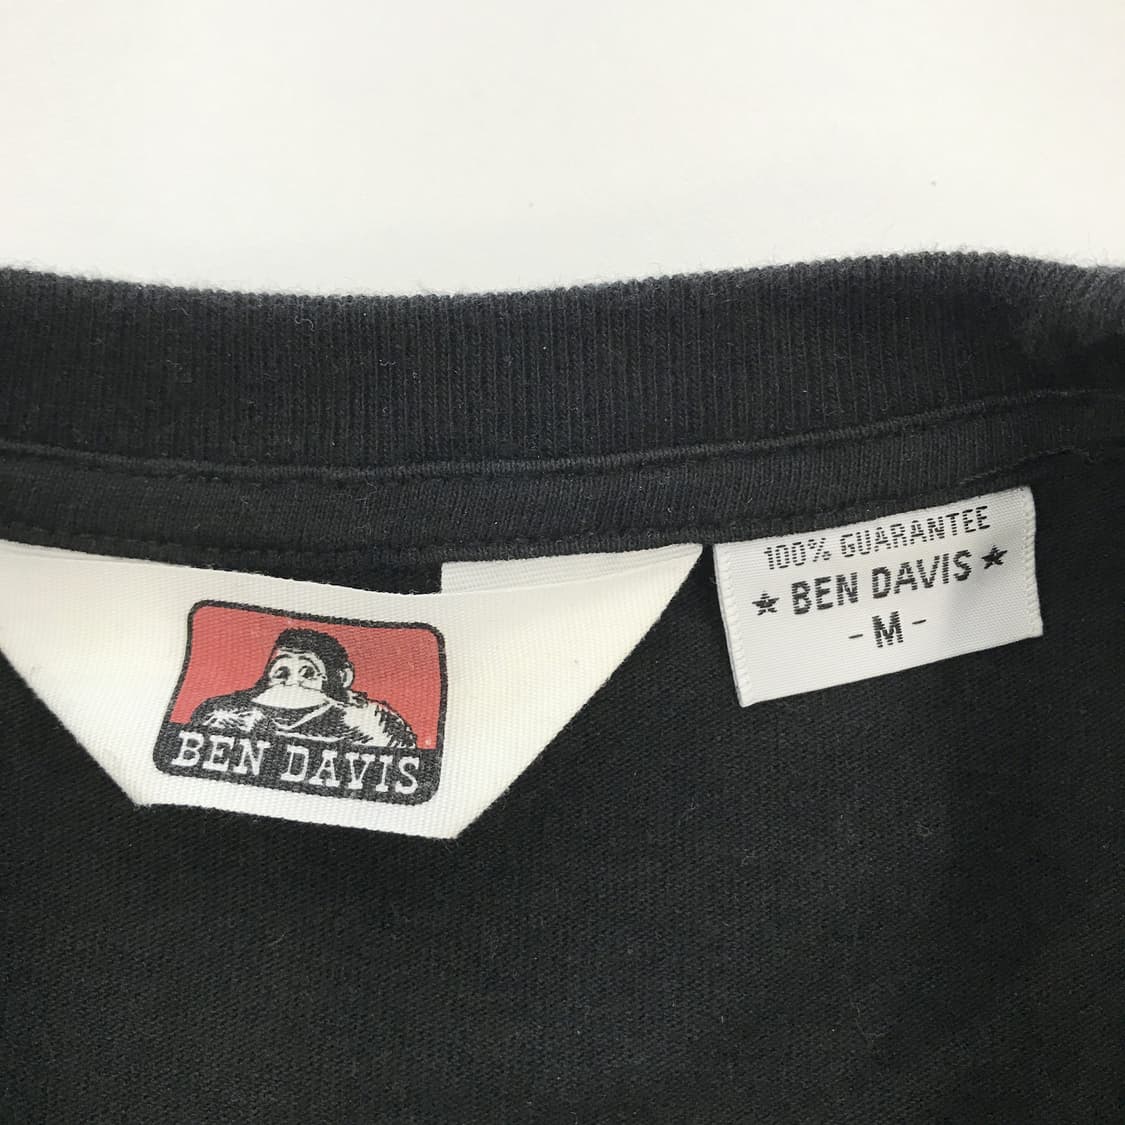 BEN DAVIS
100% GUARANTEE
★ BEN DAVIS ★
- M -